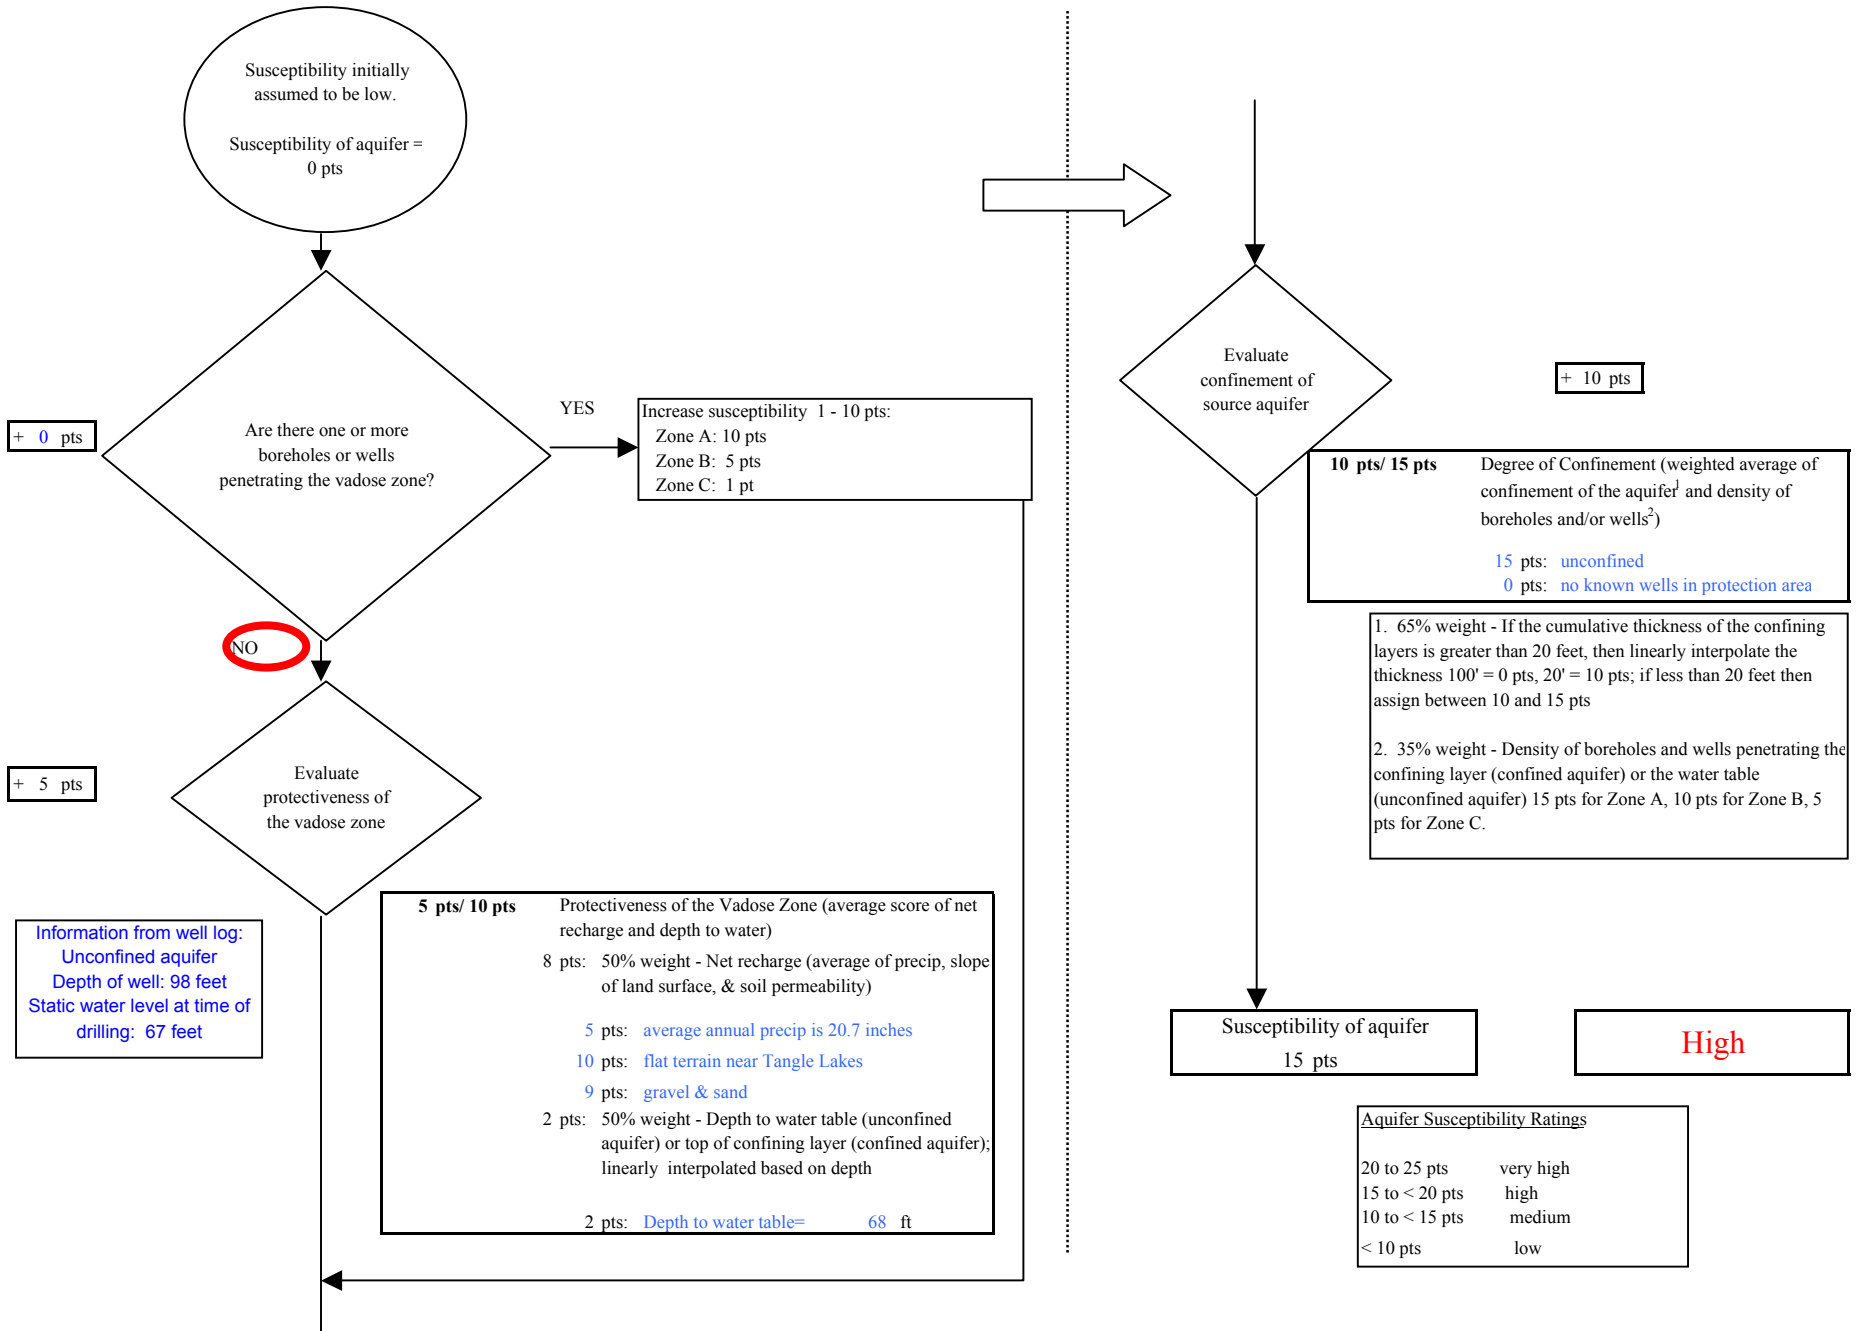 Susceptibility initially
assumed to be low.
Susceptibility of aquifer =
0 pts
+ 0 pts
Are there one or more
boreholes or wells
penetrating the vadose zone?
YES
Increase susceptibility 1 - 10 pts:
Zone A: 10 pts
Zone B: 5 pts
Zone C: 1 pt
NO
+ 5 pts
Evaluate
protectiveness of
the vadose zone
Information from well log:
Unconfined aquifer
Depth of well: 98 feet
Static water level at time of
drilling: 67 feet
5 pts/ 10 pts Protectiveness of the Vadose Zone (average score of net
recharge and depth to water)
8 pts: 50% weight - Net recharge (average of precip, slope
of land surface, & soil permeability)
5 pts: average annual precip is 20.7 inches
10 pts: flat terrain near Tangle Lakes
9 pts: gravel & sand
2 pts: 50% weight - Depth to water table (unconfined
aquifer) or top of confining layer (confined aquifer);
linearly interpolated based on depth
2 pts: Depth to water table= 68 ft
Evaluate
confinement of
source aquifer
+ 10 pts
10 pts/ 15 pts Degree of Confinement (weighted average of
confinement of the aquifer1 and density of
boreholes and/or wells2)
15 pts: unconfined
0 pts: no known wells in protection area
1. 65% weight - If the cumulative thickness of the confining
layers is greater than 20 feet, then linearly interpolate the
thickness 100' = 0 pts, 20' = 10 pts; if less than 20 feet then
assign between 10 and 15 pts
2. 35% weight - Density of boreholes and wells penetrating the
confining layer (confined aquifer) or the water table
(unconfined aquifer) 15 pts for Zone A, 10 pts for Zone B, 5
pts for Zone C.
Susceptibility of aquifer
15 pts
High
Aquifer Susceptibility Ratings
20 to 25 pts very high
15 to < 20 pts high
10 to < 15 pts medium
< 10 pts low